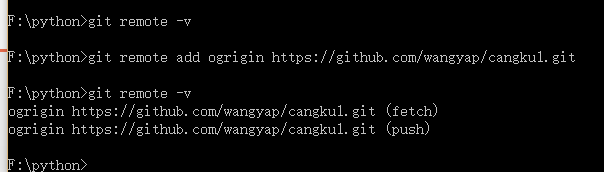 F:\python>git remote -v
F:\python>git remote add ogrigin https://github.com/wangyap/cangku1.git
F:\python>git remote -v
ogrigin https://github.com/wangyap/cangku1.git (fetch)
ogrigin https://github.com/wangyap/cangku1.git (push)
F:\python>